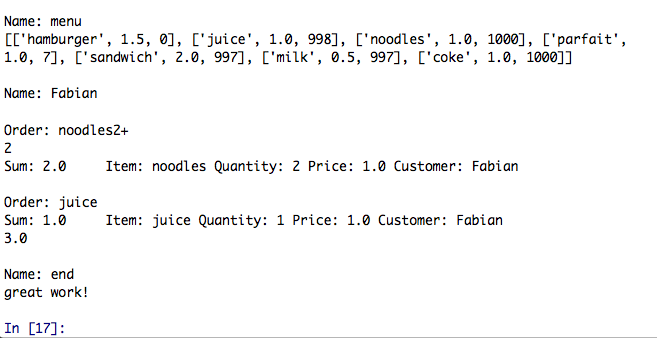 Name: menu
[['hamburger', 1.5, 0], ['juice', 1.0, 998], ['noodles', 1.0, 1000], ['parfait',
1.0, 7], ['sandwich', 2.0, 997], ['milk', 0.5, 997], ['coke', 1.0, 1000]]
Name: Fabian
Order: noodles2+
2
Sum: 2.0 Item: noodles Quantity: 2 Price: 1.0 Customer: Fabian
Order: juice
Sum: 1.0 Item: juice Quantity: 1 Price: 1.0 Customer: Fabian
3.0
Name: end
great work!
In [17]: